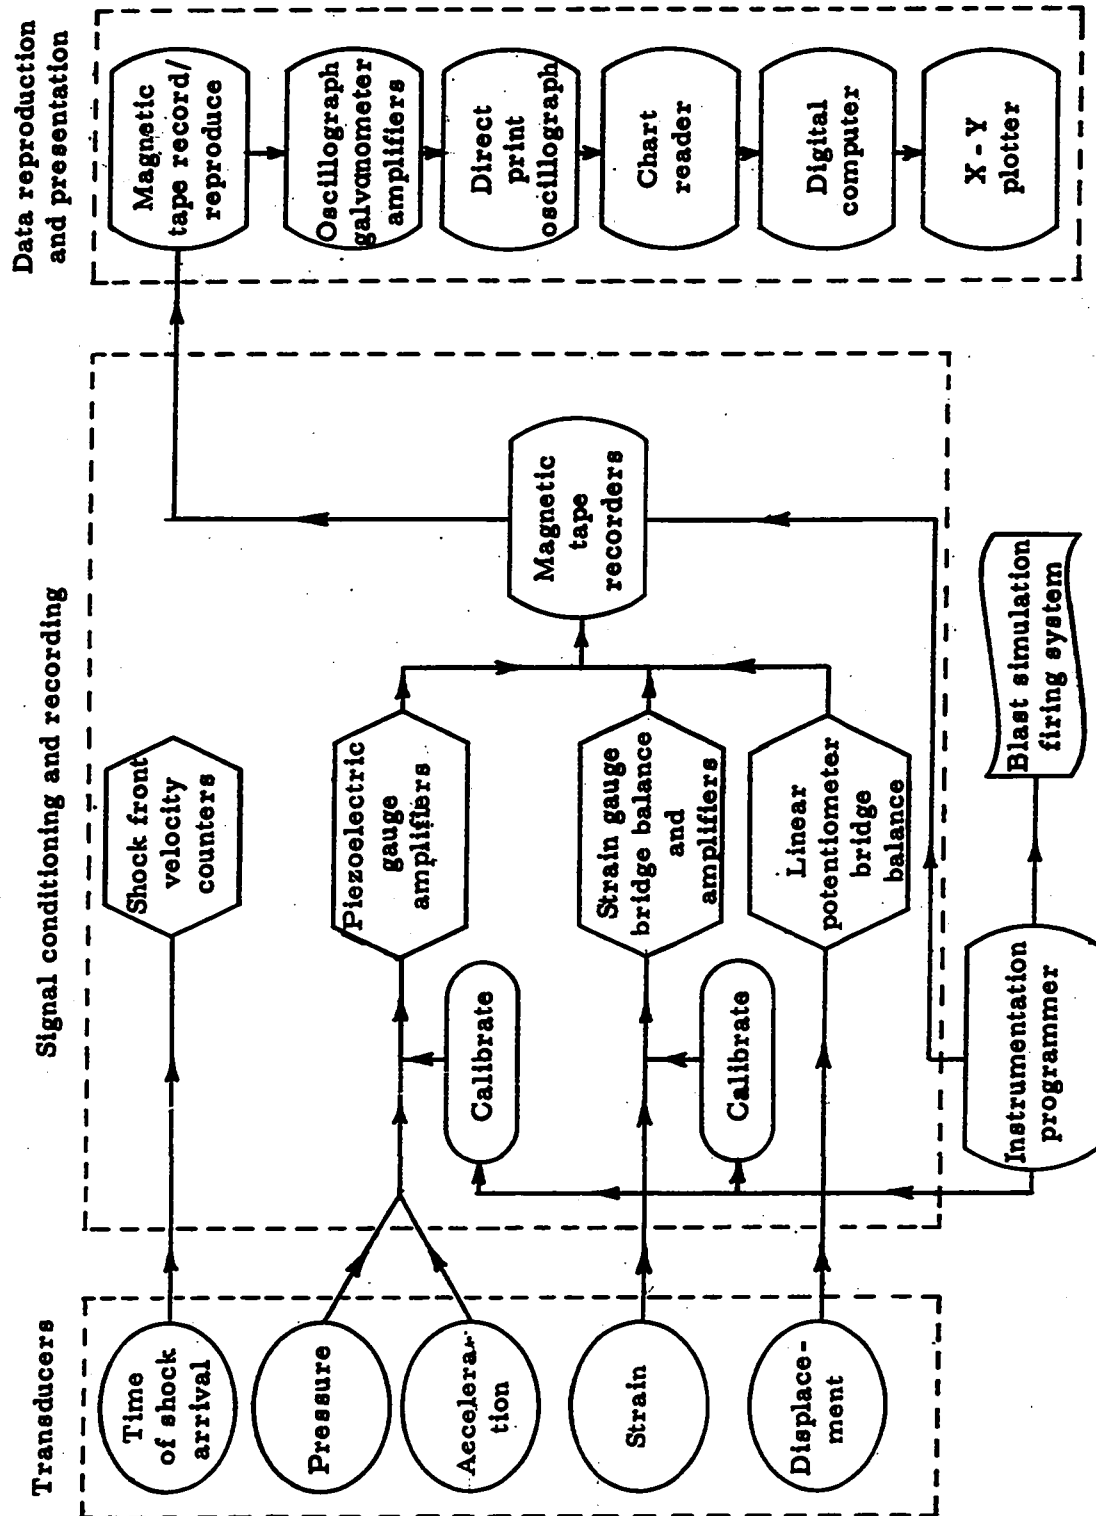 Transducers
Time
of shock
arrival
Pressure
Accelera-
tion
Strain
Displace-
ment
Signal conditioning and recording
Shock front
velocity
counters
Piezoelectric
gauge
amplifiers
Calibrate
Strain gauge
bridge balance
and
amplifiers
Calibrate
Linear
potentiometer
bridge
balance
Magnetic
tape
recorders
Instrumentation
programmer
Blast simulation
firing system
Data reproduction
and presentation
Magnetic
tape record/
reproduce
Oscillograph
galvanometer
amplifiers
Direct
print
oscillograph
Chart
reader
Digital
computer
X-Y
plotter